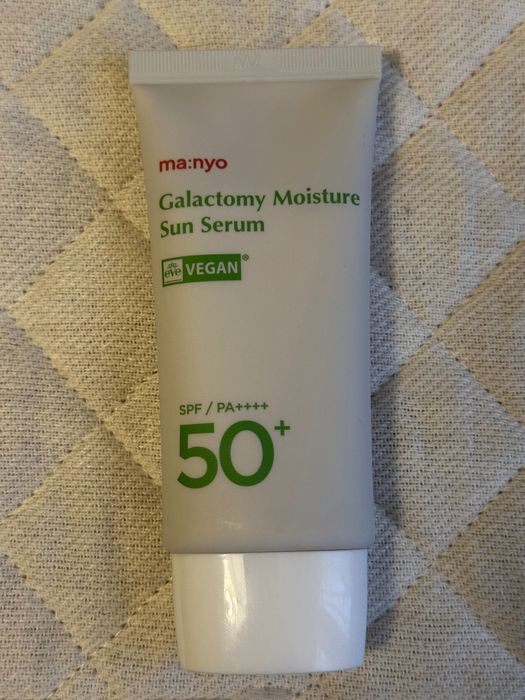 ma:nyo
Galactomy Moisture
Sun Serum
eve VEGAN®
SPF / PA++++
50+